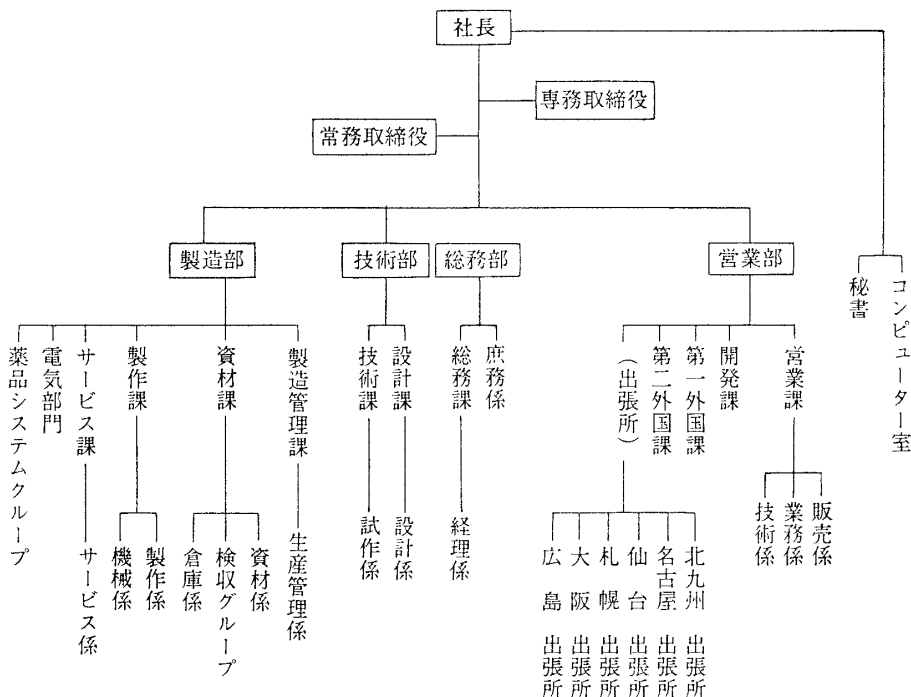 社長
専務取締役
常務取締役
製造部
技術部
総務部
営業部
秘書
コンピューター室
薬品システムクループ
電気部門
サービス課
製作課
資材課
製造管理課
技術課
設計課
総務課
庶務係
(出張所)
第二外国課
第一外国課
開発課
営業課
サービス係
機械係
製作係
倉庫係
検収グループ
資材係
生産管理係
試作係
設計係
経理係
広島 出張所
大阪 出張所
札幌 出張所
仙台 出張所
名古屋 出張所
北九州 出張所
技術係
業務係
販売係